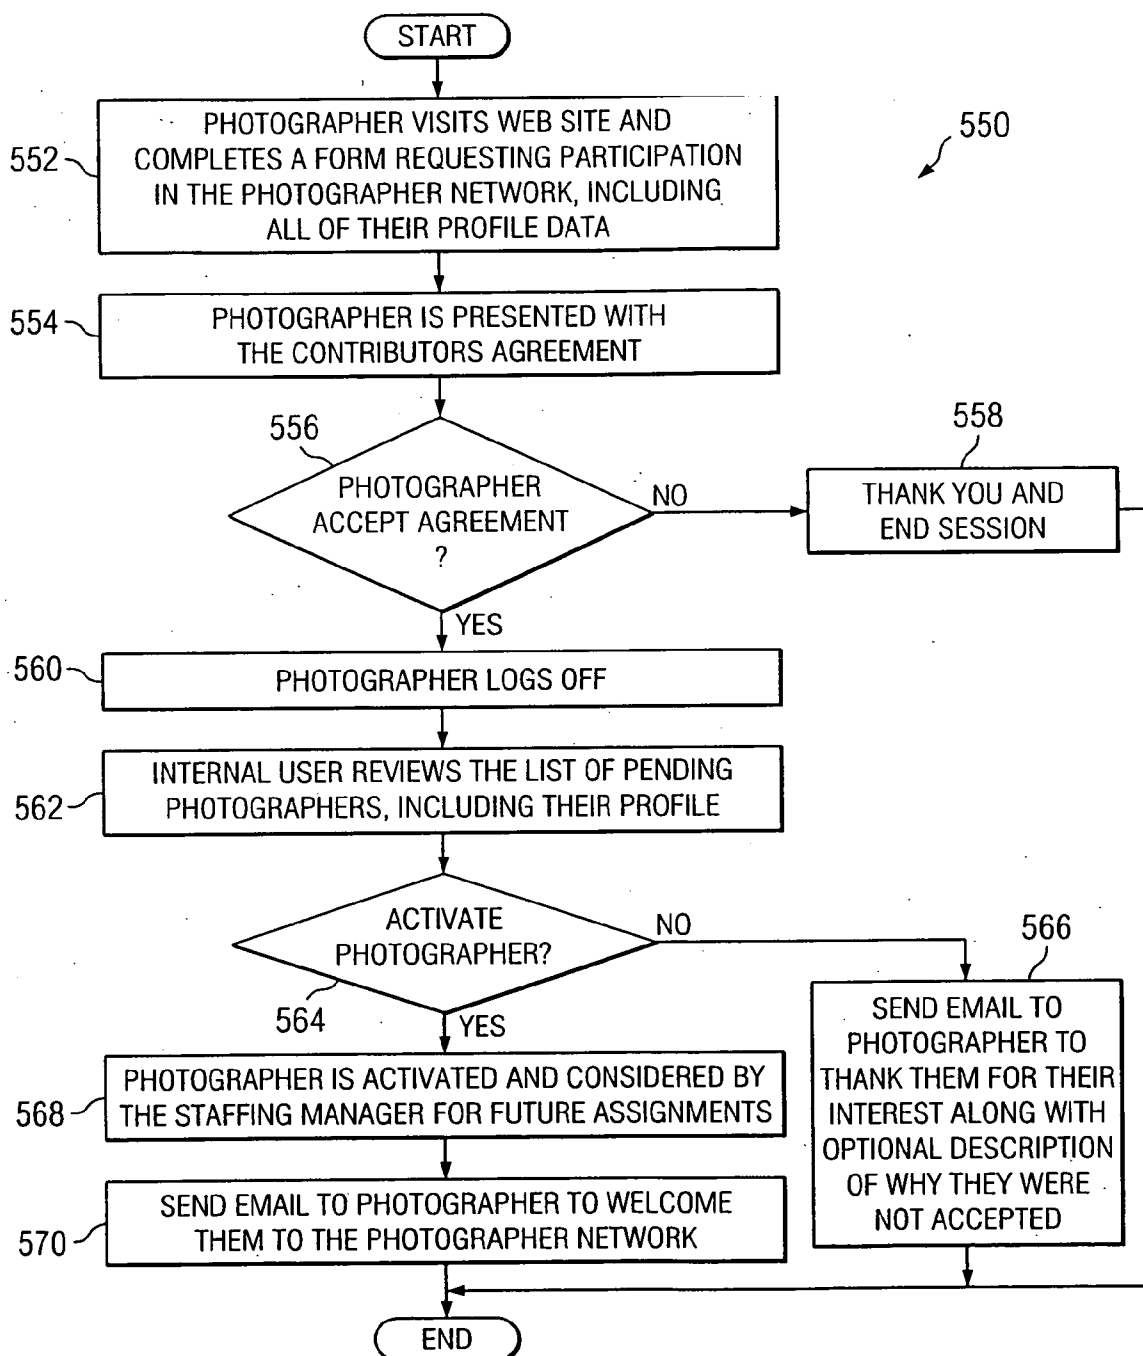 START
550
552
PHOTOGRAPHER VISITS WEB SITE AND
COMPLETES A FORM REQUESTING PARTICIPATION
IN THE PHOTOGRAPHER NETWORK, INCLUDING
ALL OF THEIR PROFILE DATA
554
PHOTOGRAPHER IS PRESENTED WITH
THE CONTRIBUTORS AGREEMENT
556
PHOTOGRAPHER
ACCEPT AGREEMENT
?
NO
558
THANK YOU AND
END SESSION
YES
560
PHOTOGRAPHER LOGS OFF
562
INTERNAL USER REVIEWS THE LIST OF PENDING
PHOTOGRAPHERS, INCLUDING THEIR PROFILE
ACTIVATE
PHOTOGRAPHER?
564
NO
566
SEND EMAIL TO
PHOTOGRAPHER TO
THANK THEM FOR THEIR
INTEREST ALONG WITH
OPTIONAL DESCRIPTION
OF WHY THEY WERE
NOT ACCEPTED
YES
568
PHOTOGRAPHER IS ACTIVATED AND CONSIDERED BY
THE STAFFING MANAGER FOR FUTURE ASSIGNMENTS
570
SEND EMAIL TO PHOTOGRAPHER TO WELCOME
THEM TO THE PHOTOGRAPHER NETWORK
END